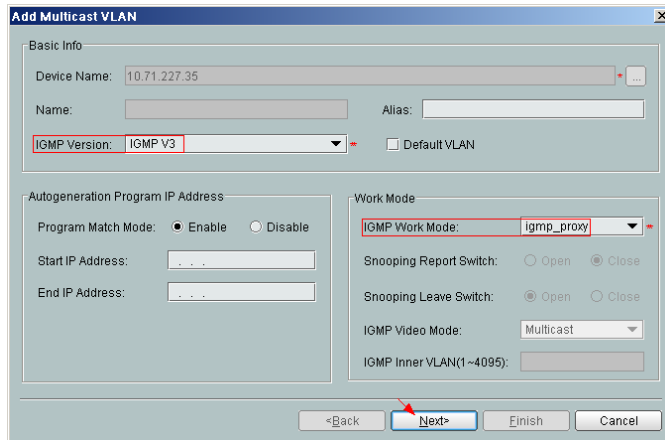 Add Multicast VLAN
Basic Info
Device Name: 10.71.227.35 * ...
Name: Alias:
IGMP Version: IGMP V3 * Default VLAN
Autogeneration Program IP Address
Program Match Mode: Enable Disable
Start IP Address: . . .
End IP Address: . . .
Work Mode
IGMP Work Mode: igmp_proxy *
Snooping Report Switch: Open Close
Snooping Leave Switch: Open Close
IGMP Video Mode: Multicast
IGMP Inner VLAN(1~4095):
<Back Next> Finish Cancel